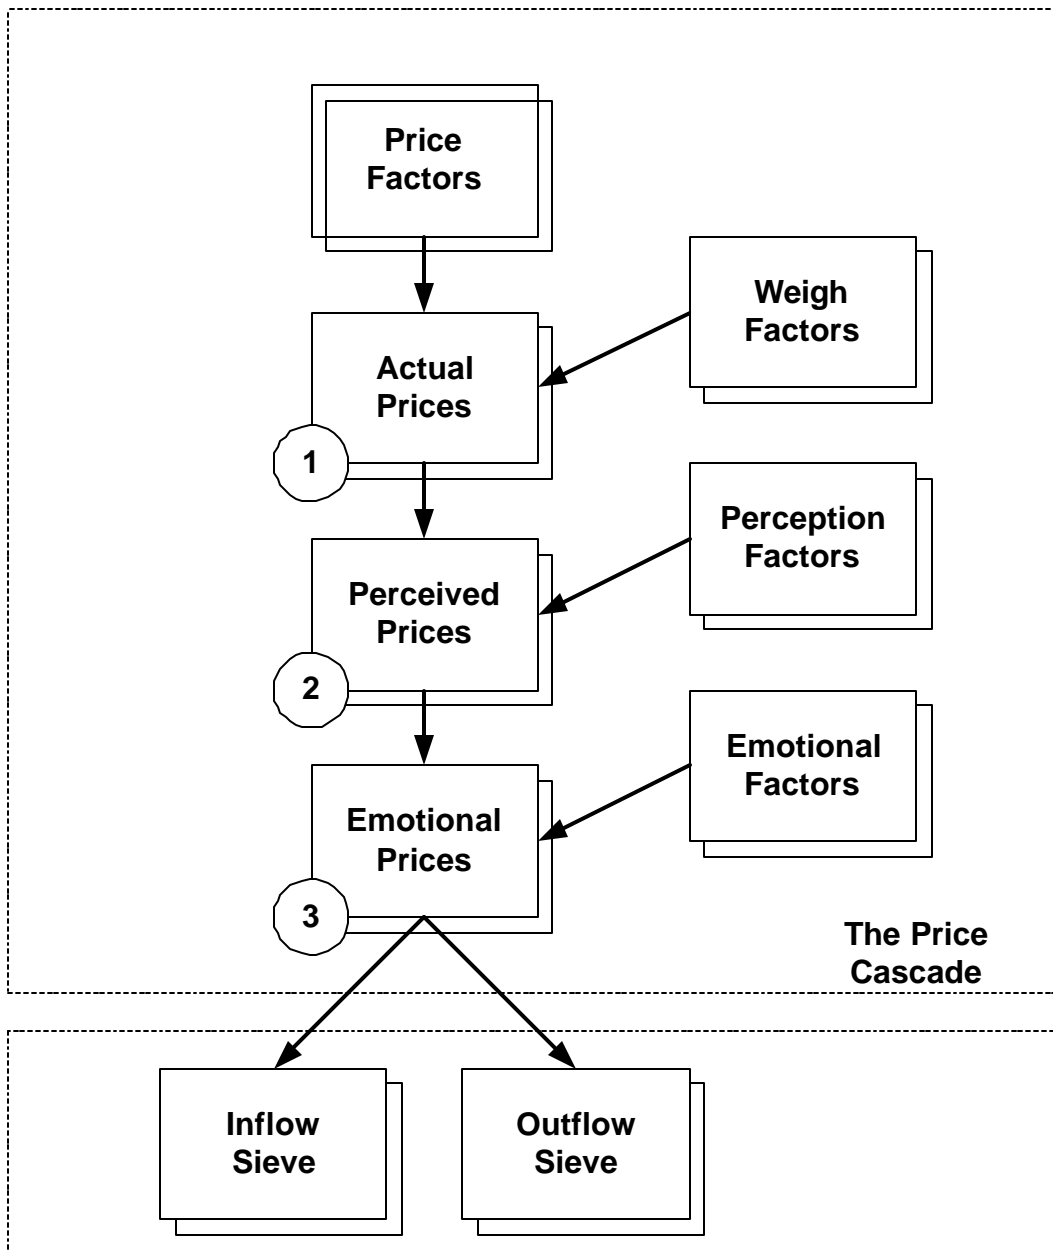 Price
Factors
Weigh
Factors
Actual
Prices
1
Perception
Factors
Perceived
Prices
2
Emotional
Factors
Emotional
Prices
3
The Price
Cascade
Inflow
Sieve
Outflow
Sieve